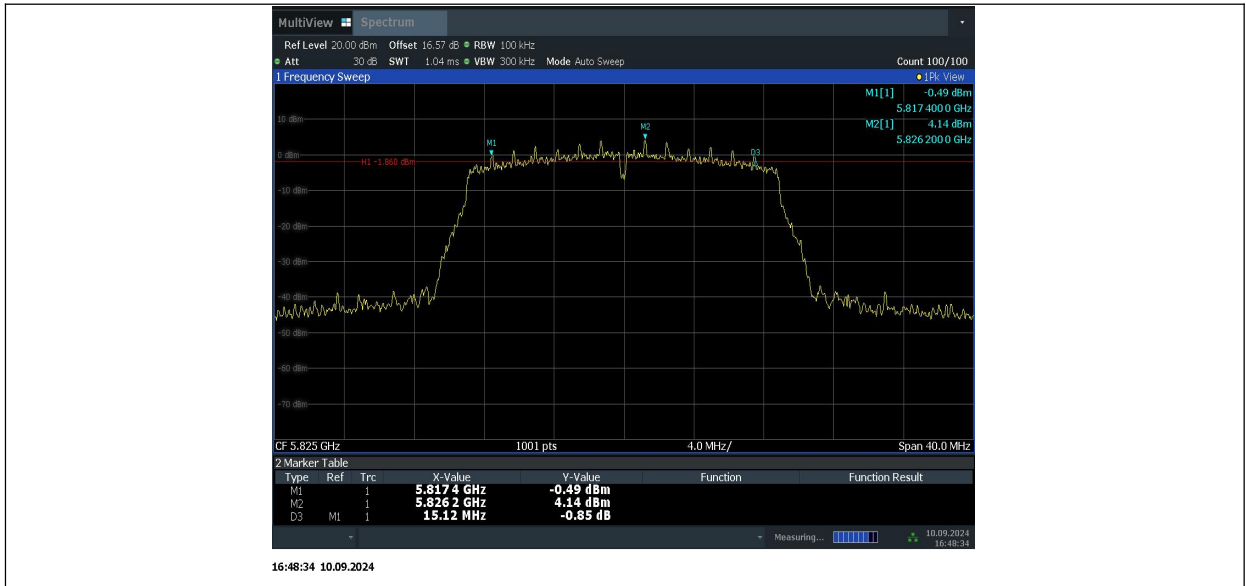 MultiView Spectrum
Ref Level 20.00 dBm Offset 16.57 dB RBW 100 kHz
Att 30 dB SWT 1.04 ms VBW 300 kHz Mode Auto Sweep Count 100/100
1 Frequency Sweep 1Pk View
M1[1] -0.49 dBm
5.817 400 0 GHz
M2[1] 4.14 dBm
5.826 200 0 GHz
10 dBm
M2
M1
D3
0 dBm
H1 -1.860 dBm
-10 dBm
-20 dBm
-30 dBm
-40 dBm
-50 dBm
-60 dBm
-70 dBm
CF 5.825 GHz 1001 pts 4.0 MHz/ Span 40.0 MHz
2 Marker Table
Type Ref Trc X-Value Y-Value Function Function Result
M1 1 5.817 4 GHz -0.49 dBm
M2 1 5.826 2 GHz 4.14 dBm
D3 M1 1 15.12 MHz -0.85 dB
Measuring... 10.09.2024
16:48:34
16:48:34 10.09.2024